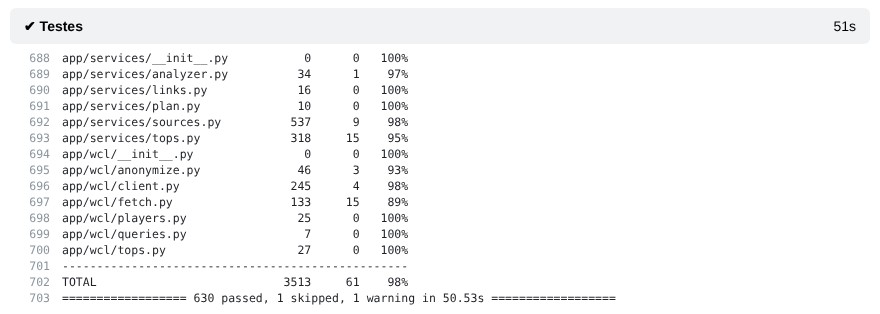 ✔ Testes 51s
688 app/services/__init__.py 0 0 100%
689 app/services/analyzer.py 34 1 97%
690 app/services/links.py 16 0 100%
691 app/services/plan.py 10 0 100%
692 app/services/sources.py 537 9 98%
693 app/services/tops.py 318 15 95%
694 app/wcl/__init__.py 0 0 100%
695 app/wcl/anonymize.py 46 3 93%
696 app/wcl/client.py 245 4 98%
697 app/wcl/fetch.py 133 15 89%
698 app/wcl/players.py 25 0 100%
699 app/wcl/queries.py 7 0 100%
700 app/wcl/tops.py 27 0 100%
701 --------------------------------------------------
702 TOTAL 3513 61 98%
703 ================== 630 passed, 1 skipped, 1 warning in 50.53s ==================